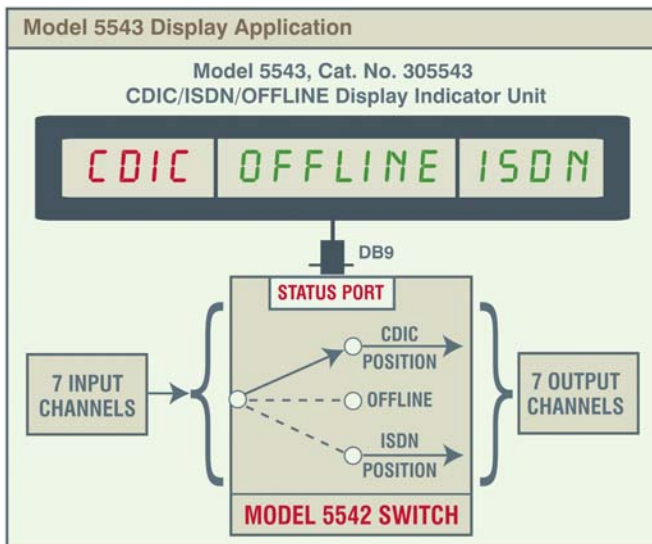 Model 5543 Display Application
Model 5543, Cat. No. 305543
CDIC/ISDN/OFFLINE Display Indicator Unit
CDIC OFFLINE ISDN
DB9
STATUS PORT
CDIC
POSITION
7 INPUT
CHANNELS
OFFLINE
7 OUTPUT
CHANNELS
ISDN
POSITION
MODEL 5542 SWITCH